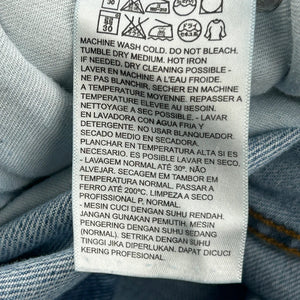 30
MACHINE WASH COLD. DO NOT BLEACH.
TUMBLE DRY MEDIUM. HOT IRON
IF NEEDED. DRY CLEANING POSSIBLE -
LAVER EN MACHINE A L'EAU FROIDE.
NE PAS BLANCHIR. SECHER EN MACHINE
A TEMPERATURE MOYENNE. REPASSER A
TEMPERATURE ELEVEE AU BESOIN.
NETTOYAGE A SEC POSSIBLE. - LAVAR
EN LAVADORA CON AGUA FRIA Y
DETERGENTE. NO USAR BLANQUEADOR.
SECADO MEDIO EN SECADORA.
PLANCHAR EN TEMPERATURA ALTA SI ES
NECESARIO. ES POSIBLE LAVAR EN SECO.
- LAVAGEM NORMAL ATÉ 30°. NÃO
ALVEJAR. SECAGEM EM TAMBOR EM
TEMPERATURA NORMAL. PASSAR A
FERRO ATÉ 200°C. LIMPEZA A SECO
PROFISSIONAL P, NORMAL.
- MESIN CUCI DENGAN SUHU RENDAH.
JANGAN GUNAKAN PEMUTIH. MESIN
PENGERING (NORMAL). SETRIKA DENGAN SUHU
TINGGI JIKA DIPERLUKAN. DAPAT DICUCI
KERING PROFESSIONAL